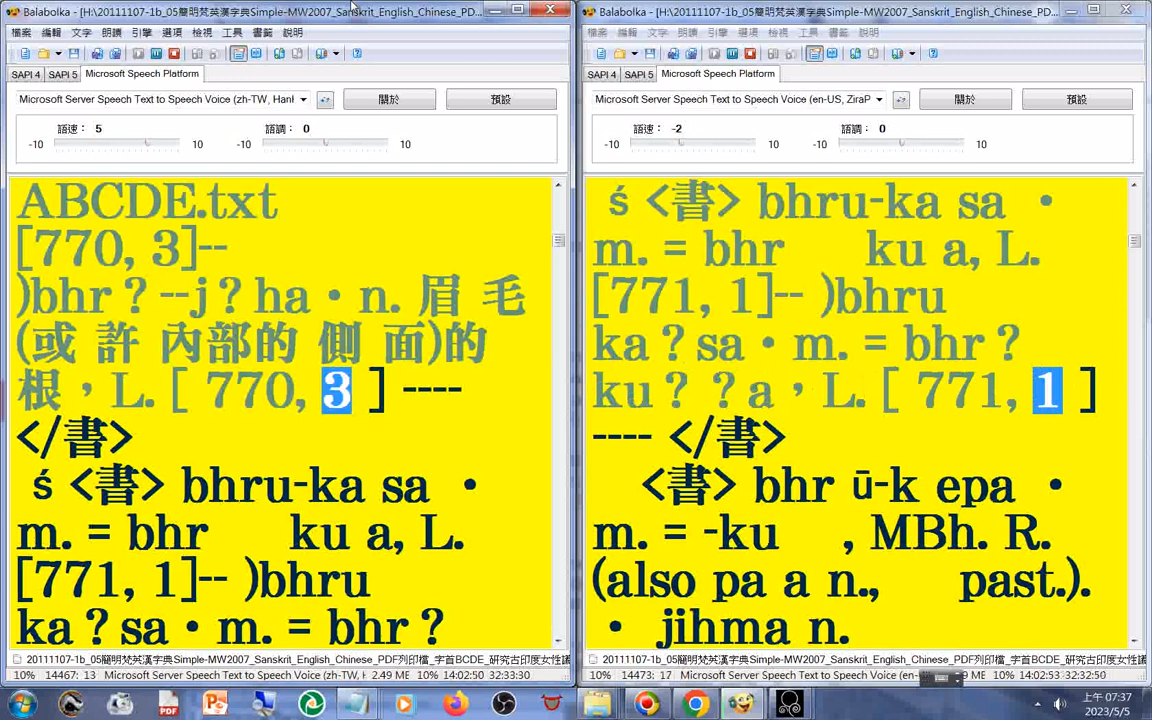 Balabolka - [H:\20111107-1b_05簡明梵英漢字典Simple-MW2007_Sanskrit_English_Chinese_PD...
檔案 編輯 文字 朗讀 引擎 選項 檢視 工具 書籤 說明
SAPI 4 SAPI 5 Microsoft Speech Platform
Microsoft Server Speech Text to Speech Voice (zh-TW, Hanl 關於 預設
語速： 5 語調： 0
-10 10 -10 10
ABCDE.txt
[770, 3]--
)bhr？--j？ha・n. 眉 毛
(或 許 內部的 側 面)的
根，L. [ 770, 3 ] ----
</書>
ś <書> bhru-ka sa ・
m. = bhr ku a, L.
[771, 1]-- )bhru
ka？sa・m. = bhr？
20111107-1b_05簡明梵英漢字典Simple-MW2007_Sanskrit_English_Chinese_PDF列印檔_字首BCDE_研究古印度女性議
10% 14467: 13 Microsoft Server Speech Text to Speech Voice (zh-TW, H 2.49 MB 10% 14:02:50 32:33:30
Balabolka - [H:\20111107-1b_05簡明梵英漢字典Simple-MW2007_Sanskrit_English_Chinese_PD...
檔案 編輯 文字 朗讀 引擎 選項 檢視 工具 書籤 說明
SAPI 4 SAPI 5 Microsoft Speech Platform
Microsoft Server Speech Text to Speech Voice (en-US, ZiraP 關於 預設
語速： -2 語調： 0
-10 10 -10 10
ś <書> bhru-ka sa ・
m. = bhr ku a, L.
[771, 1]-- )bhru
ka？sa・m. = bhr？
ku？ ？a，L. [ 771, 1 ]
---- </書>
<書> bhr ū-k epa ・
m. = -ku , MBh. R.
(also pa a n., past.).
・ jihma n.
20111107-1b_05簡明梵英漢字典Simple-MW2007_Sanskrit_English_Chinese_PDF列印檔_字首BCDE_研究古印度女性議
10% 14473: 17 Microsoft Server Speech Text to Speech Voice (en-US, 10% 14:02:53 32:32:50
PDF
上午 07:37
2023/5/5